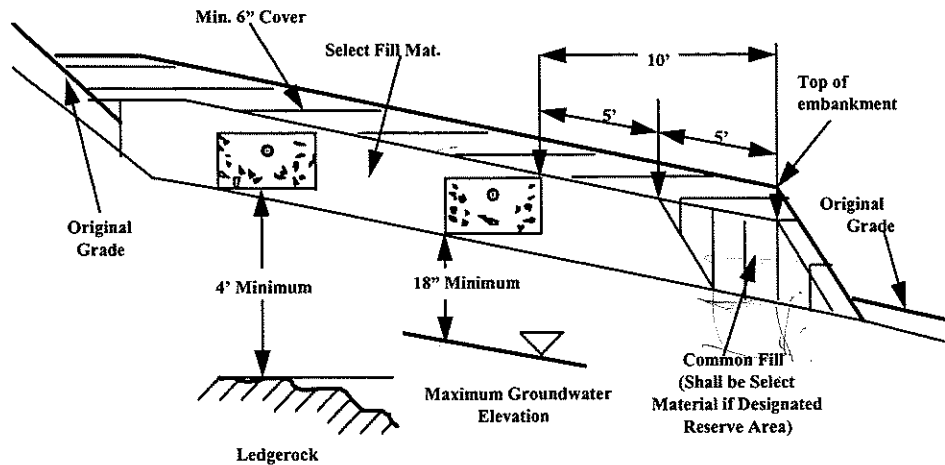 Min. 6” Cover
Select Fill Mat.
10’
Top of
embankment
5’
5’
Original
Grade
Original
Grade
4’ Minimum
18” Minimum
Maximum Groundwater
Elevation
Common Fill
(Shall be Select
Material if Designated
Reserve Area)
Ledgerock